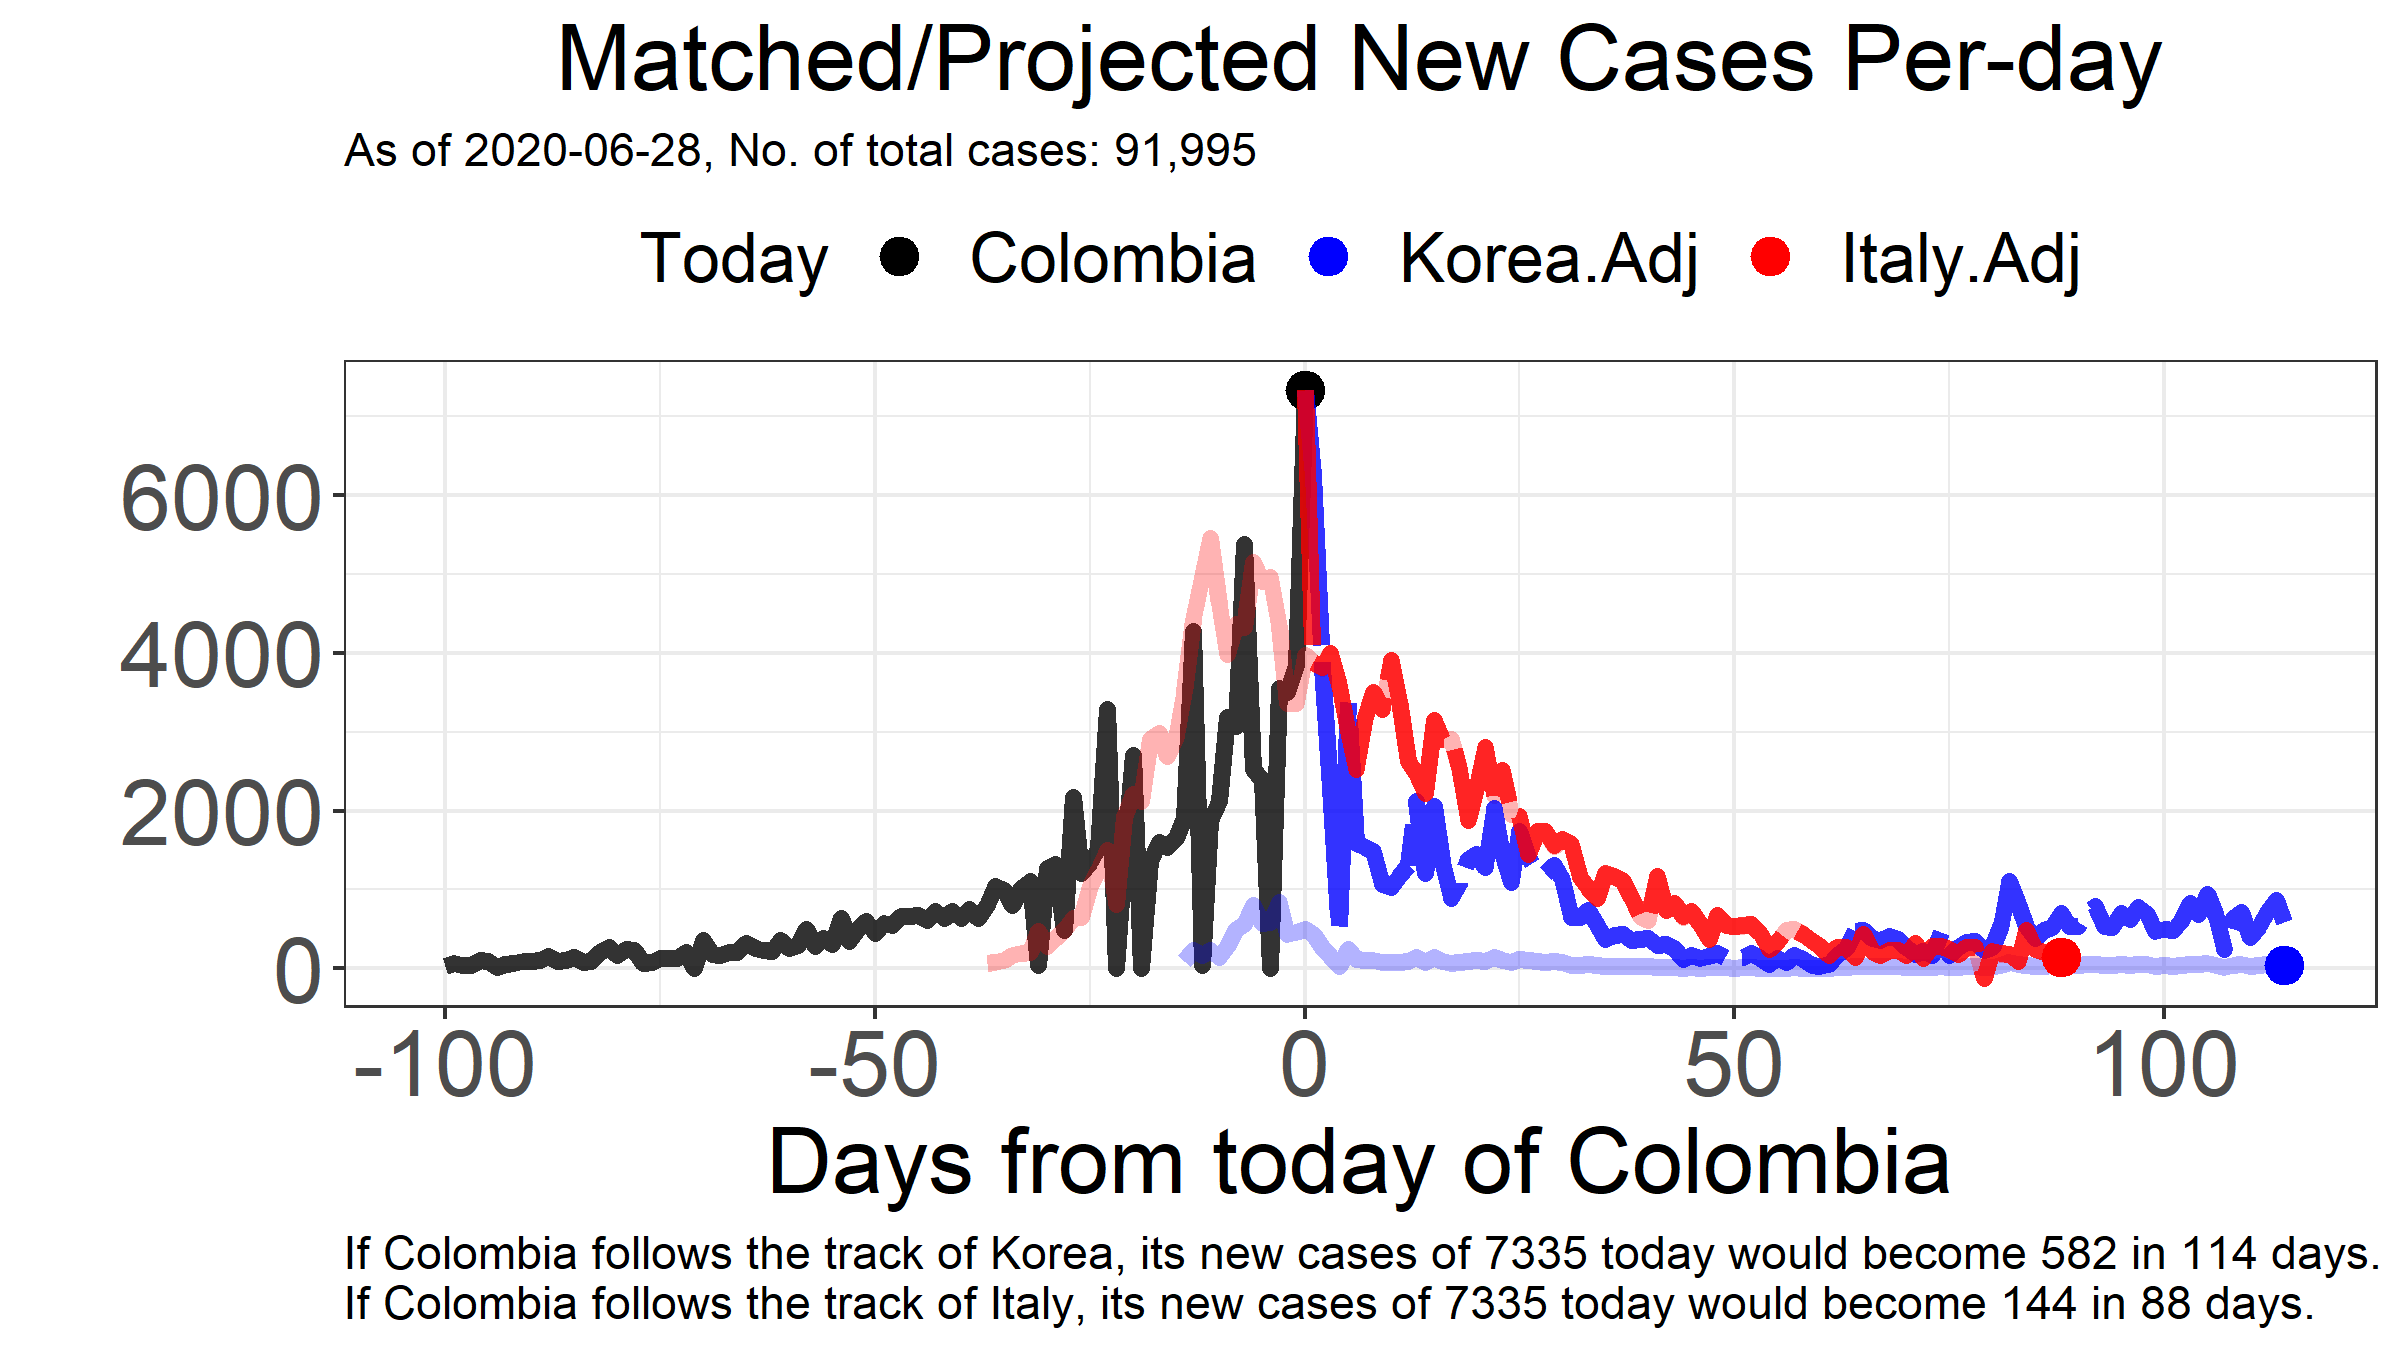 Matched/Projected New Cases Per-day
As of 2020-06-28, No. of total cases: 91,995
Today Colombia Korea.Adj Italy.Adj
6000
4000
2000
0
-100 -50 0 50 100
Days from today of Colombia
If Colombia follows the track of Korea, its new cases of 7335 today would become 582 in 114 days.
If Colombia follows the track of Italy, its new cases of 7335 today would become 144 in 88 days.